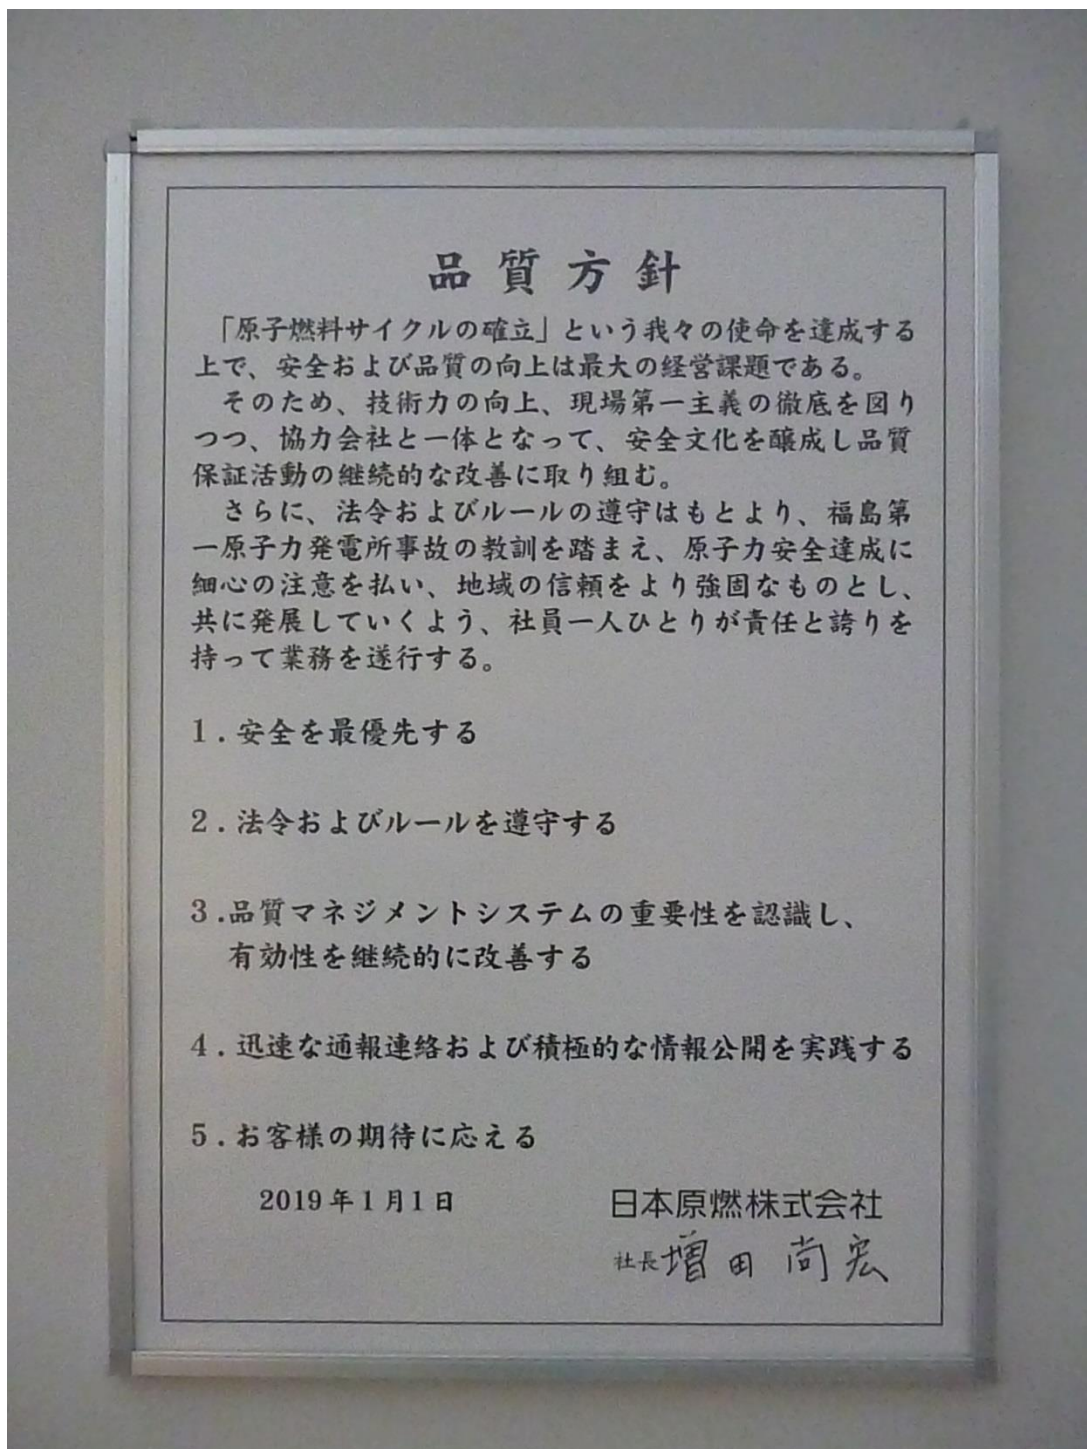 品質方針
「原子燃料サイクルの確立」という我々の使命を達成する
上で、安全および品質の向上は最大の経営課題である。
そのため、技術力の向上、現場第一主義の徹底を図り
つつ、協力会社と一体となって、安全文化を醸成し品質
保証活動の継続的な改善に取り組む。
さらに、法令およびルールの遵守はもとより、福島第
一原子力発電所事故の教訓を踏まえ、原子力安全達成に
細心の注意を払い、地域の信頼をより強固なものとし、
共に発展していくよう、社員一人ひとりが責任と誇りを
持って業務を遂行する。
1.安全を最優先する
2.法令およびルールを遵守する
3.品質マネジメントシステムの重要性を認識し、
有効性を継続的に改善する
4.迅速な通報連絡および積極的な情報公開を実践する
5.お客様の期待に応える
2019年1月1日
日本原燃株式会社
社長 増田 尚宏